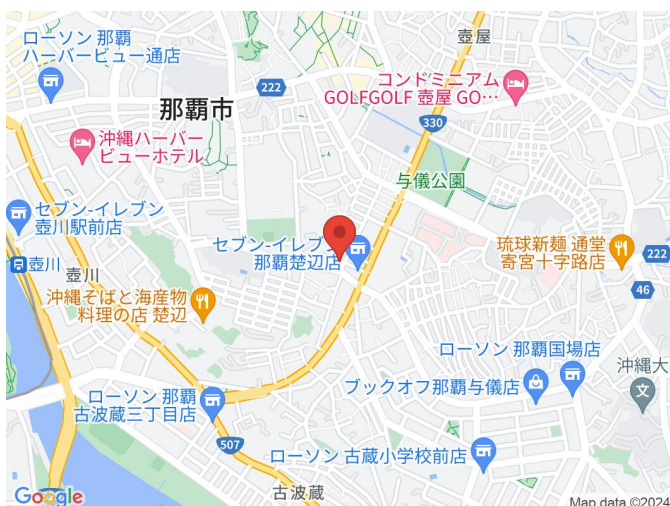 ローソン 那覇
ハーバービュー通店
壺屋
222
コンドミニアム
GOLFGOLF 壺屋 GO…
那覇市
330
沖縄ハーバー
ビューホテル
与儀公園
セブン-イレブン
壺川駅前店
セブン-イレブン
那覇楚辺店
琉球新麺 通堂
寄宮十字路店
222
壺川
壺川
46
沖縄そばと海産物
料理の店 楚辺
ローソン 那覇国場店
沖縄大
ローソン 那覇
古波蔵三丁目店
ブックオフ那覇与儀店
507
ローソン 古蔵小学校前店
古波蔵
Google
Map data ©2024